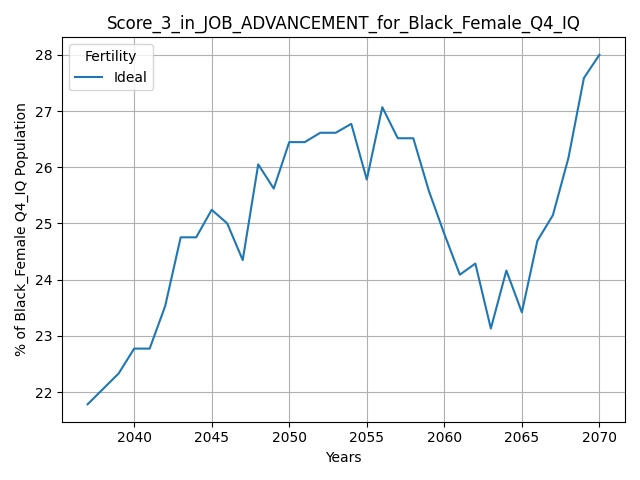 Score_3_in_JOB_ADVANCEMENT_for_Black_Female_Q4_IQ
Fertility
Ideal
% of Black_Female Q4_IQ Population
28
27
26
25
24
23
22
2040
2045
2050
2055
2060
2065
2070
Years